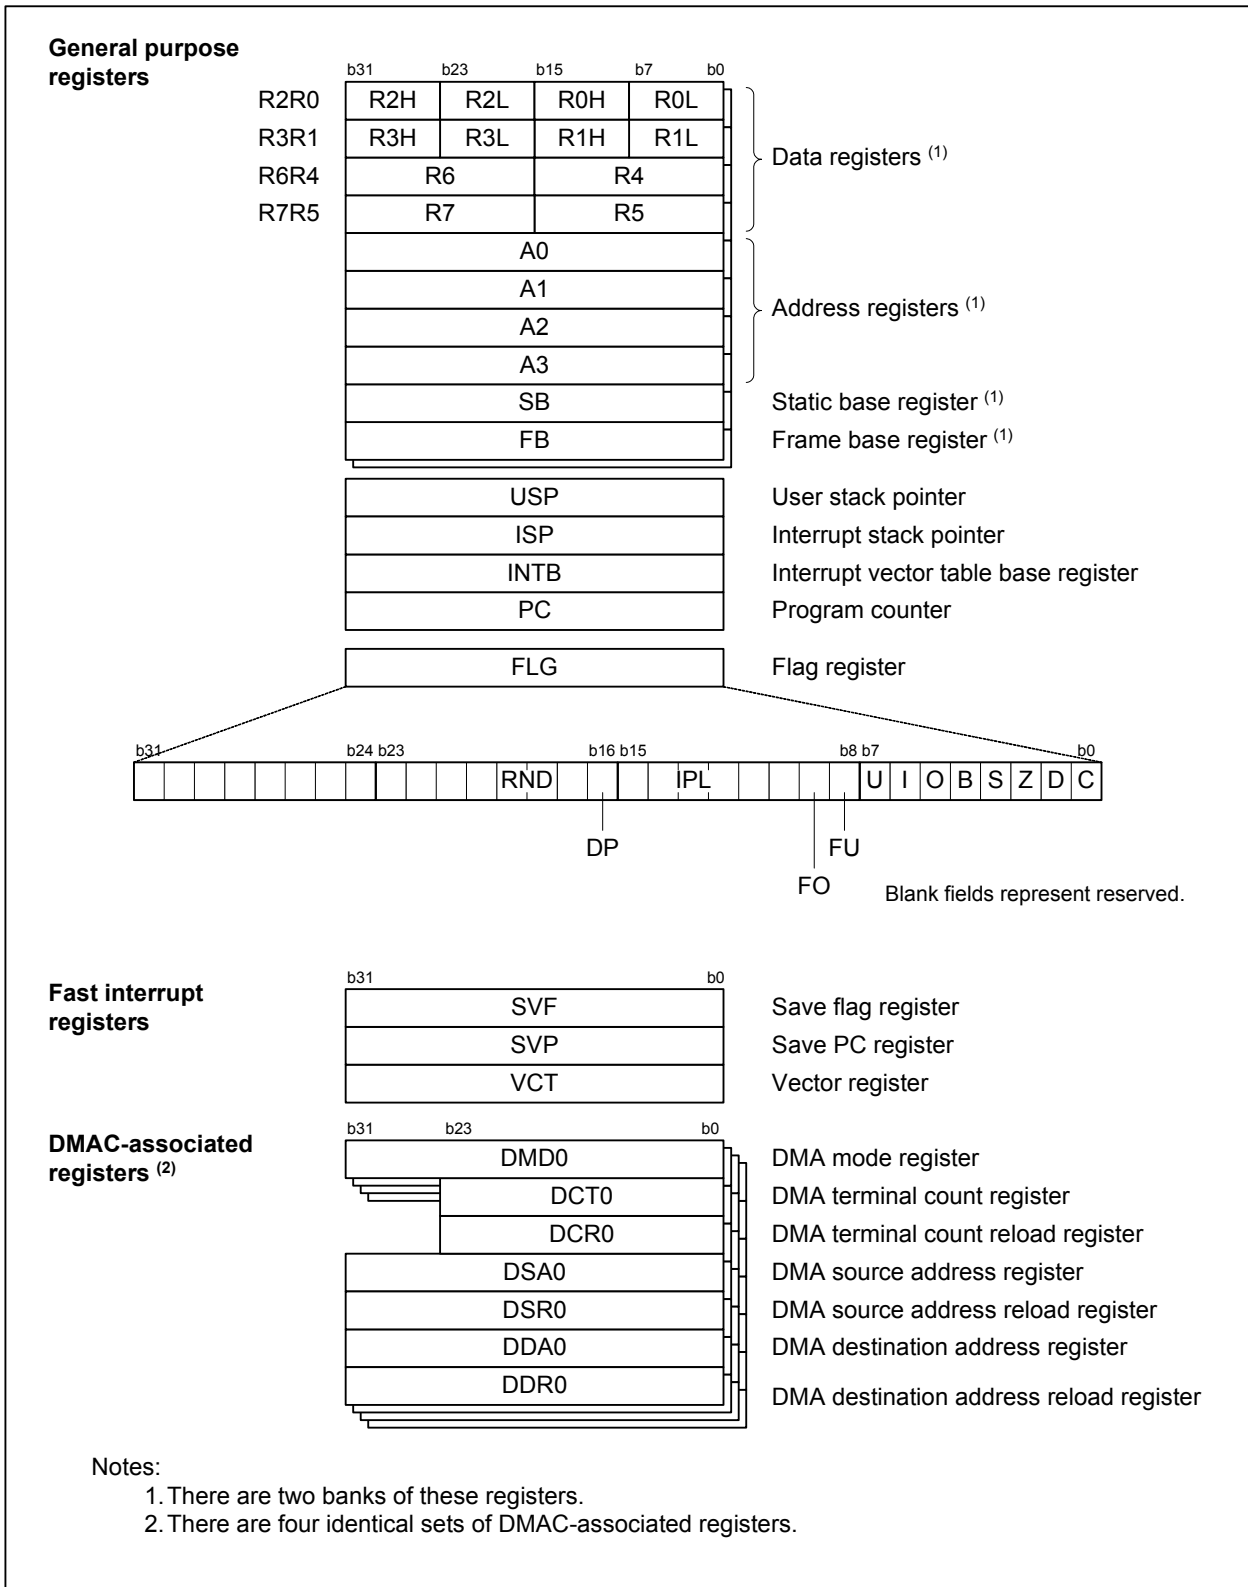 General purpose
registers
b31 b23 b15 b7 b0
R2R0 R2H R2L R0H R0L
R3R1 R3H R3L R1H R1L
Data registers (1)
R6R4 R6 R4
R7R5 R7 R5
A0
A1
Address registers (1)
A2
A3
SB Static base register (1)
FB Frame base register (1)
USP User stack pointer
ISP Interrupt stack pointer
INTB Interrupt vector table base register
PC Program counter
FLG Flag register
b31 b24 b23 b16 b15 b8 b7 b0
RND IPL U I O B S Z D C
DP FU
FO
Blank fields represent reserved.
Fast interrupt
registers
b31 b0
SVF Save flag register
SVP Save PC register
VCT Vector register
DMAC-associated
registers (2)
b31 b23 b0
DMD0 DMA mode register
DCT0 DMA terminal count register
DCR0 DMA terminal count reload register
DSA0 DMA source address register
DSR0 DMA source address reload register
DDA0 DMA destination address register
DDR0 DMA destination address reload register
Notes:
1. There are two banks of these registers.
2. There are four identical sets of DMAC-associated registers.